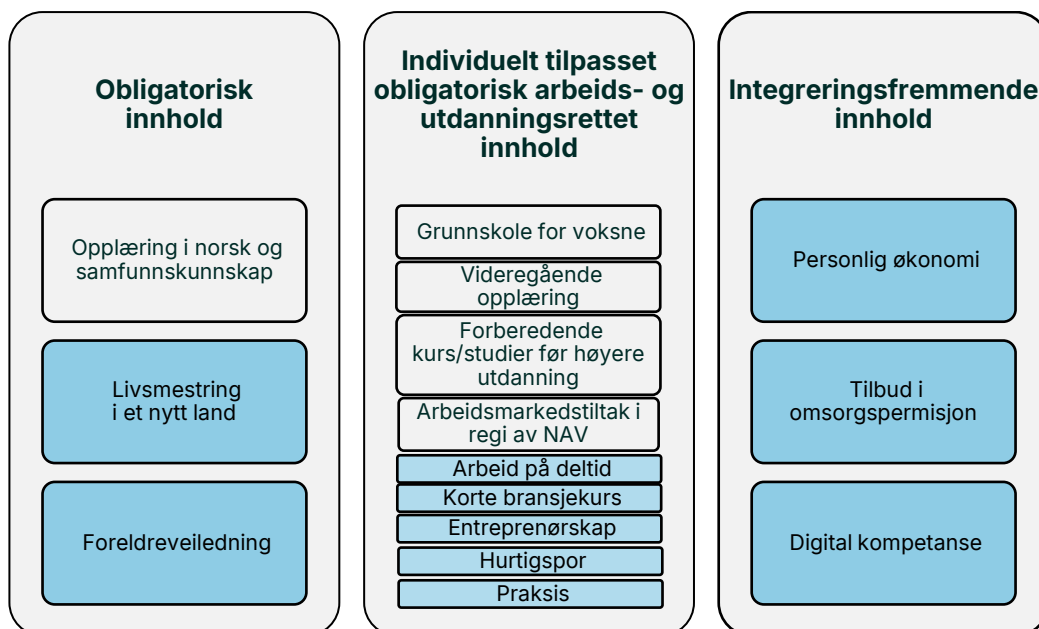 Obligatorisk
innhold
Opplæring i norsk og
samfunnskunnskap
Livsmestring
i et nytt land
Foreldreveiledning
Individuelt tilpasset
obligatorisk arbeids- og
utdanningsrettet
innhold
Grunnskole for voksne
Videregående
opplæring
Forberedende
kurs/studier før høyere
utdanning
Arbeidsmarkedstiltak i
regi av NAV
Arbeid på deltid
Korte bransjekurs
Entreprenørskap
Hurtigspor
Praksis
Integreringsfremmende
innhold
Personlig økonomi
Tilbud i
omsorgspermisjon
Digital kompetanse